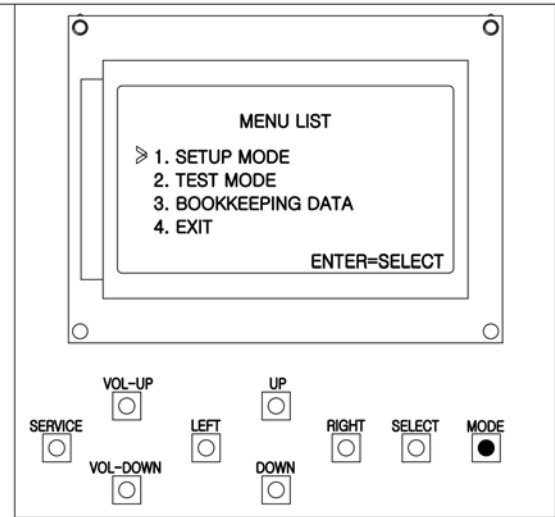 MENU LIST
1. SETUP MODE
2. TEST MODE
3. BOOKKEEPING DATA
4. EXIT
ENTER=SELECT
VOL-UP UP
SERVICE LEFT RIGHT SELECT MODE
VOL-DOWN DOWN